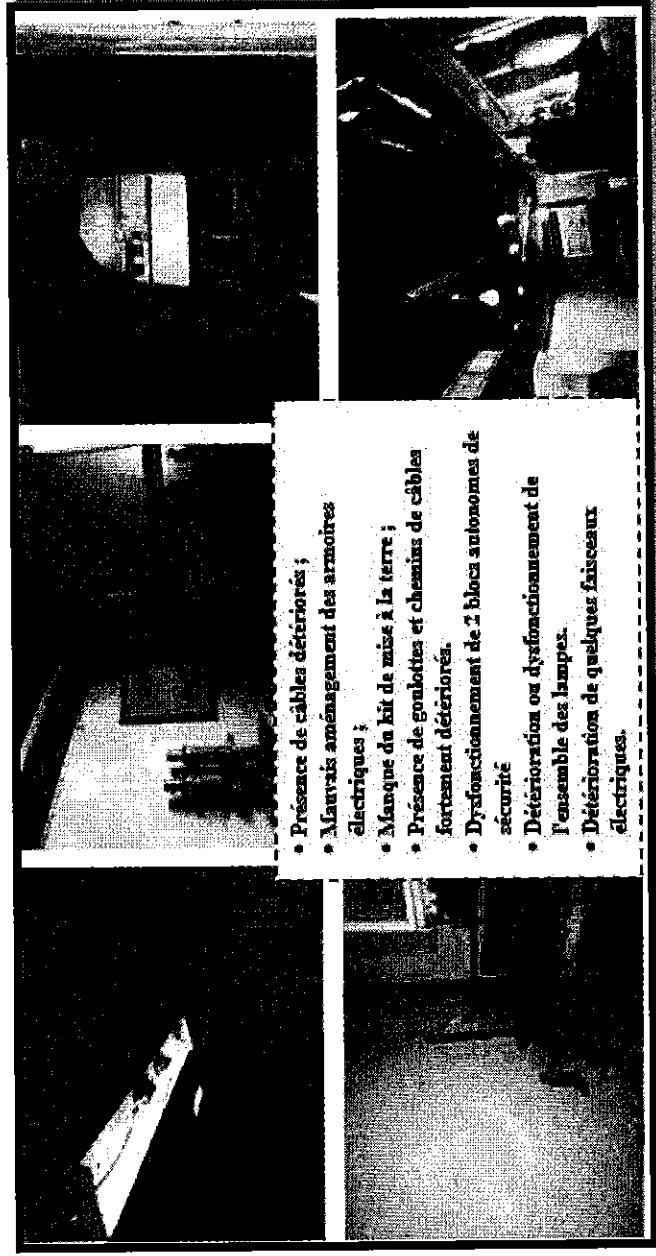 • Présence de câbles détériorés ;
• Mauvais aménagement des armoires
électriques ;
• Manque du kit de mise à la terre ;
• Présence de goulottes et chemins de câbles
fortement détériorés.
• Dysfonctionnement de 2 blocs autonomes de
sécurité
• Détérioration ou dysfonctionnement de
l'ensemble des lampes.
• Détérioration de quelques faisceaux
électriques.